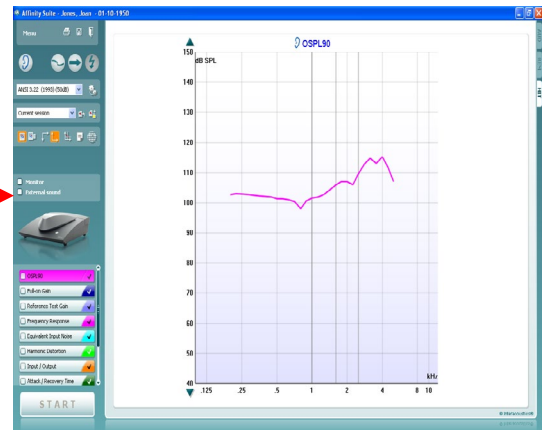 Affinity Suite - Jones, Joan - 01-10-1950
Menu
OSPL90
ANSI 3.22 (1993) (50dB)
Current session
Monitor
External sound
OSPL90
Full-on Gain
Reference Test Gain
Frequency Response
Equivalent Input Noise
Harmonic Distortion
Input / Output
Attack / Recovery Time
START
dB SPL
150
140
130
120
110
100
90
80
70
60
50
40
kHz
.125 .25 .5 1 2 4 8 10
HIT